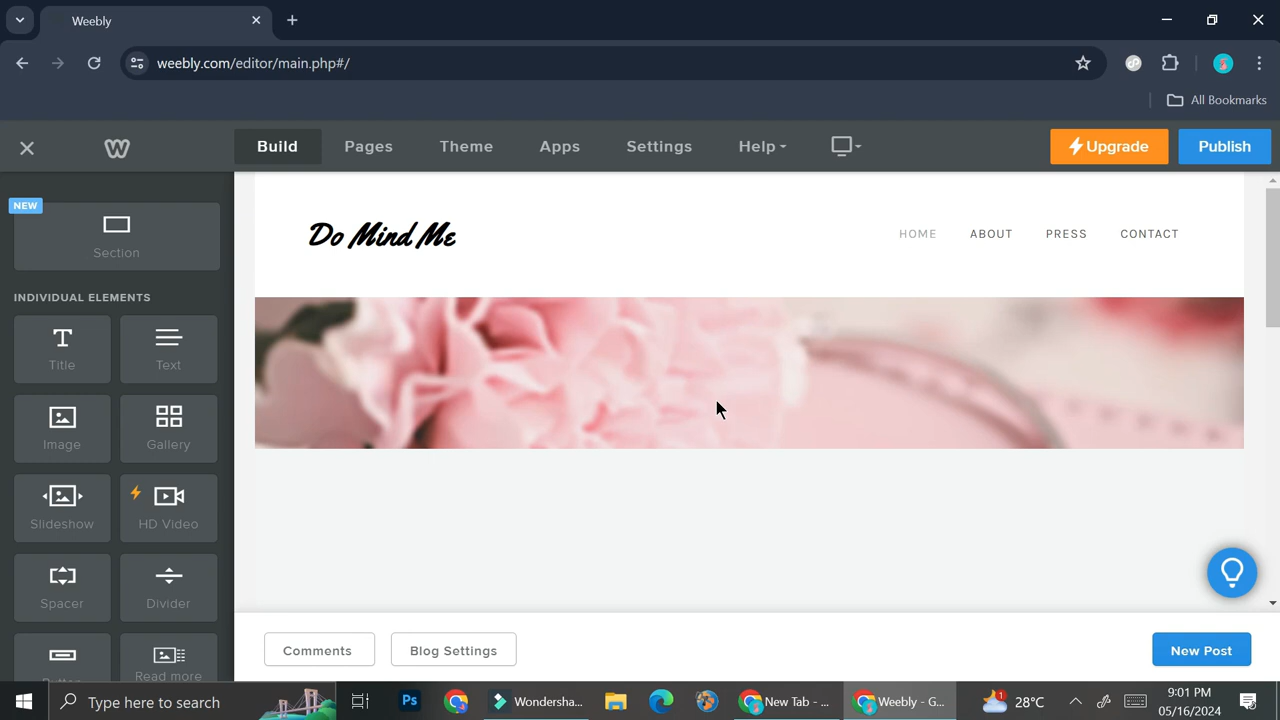 Weebly
weebly.com/editor/main.php#/
All Bookmarks
Build
Pages
Theme
Apps
Settings
Help
Upgrade
Publish
NEW
Section
INDIVIDUAL ELEMENTS
Title
Text
Image
Gallery
Slideshow
HD Video
Spacer
Divider
Read more
Do Mind Me
HOME
ABOUT
PRESS
CONTACT
Comments
Blog Settings
New Post
Type here to search
Ps
Wondersha...
New Tab - ...
Weebly - G...
1
28°C
9:01 PM
05/16/2024